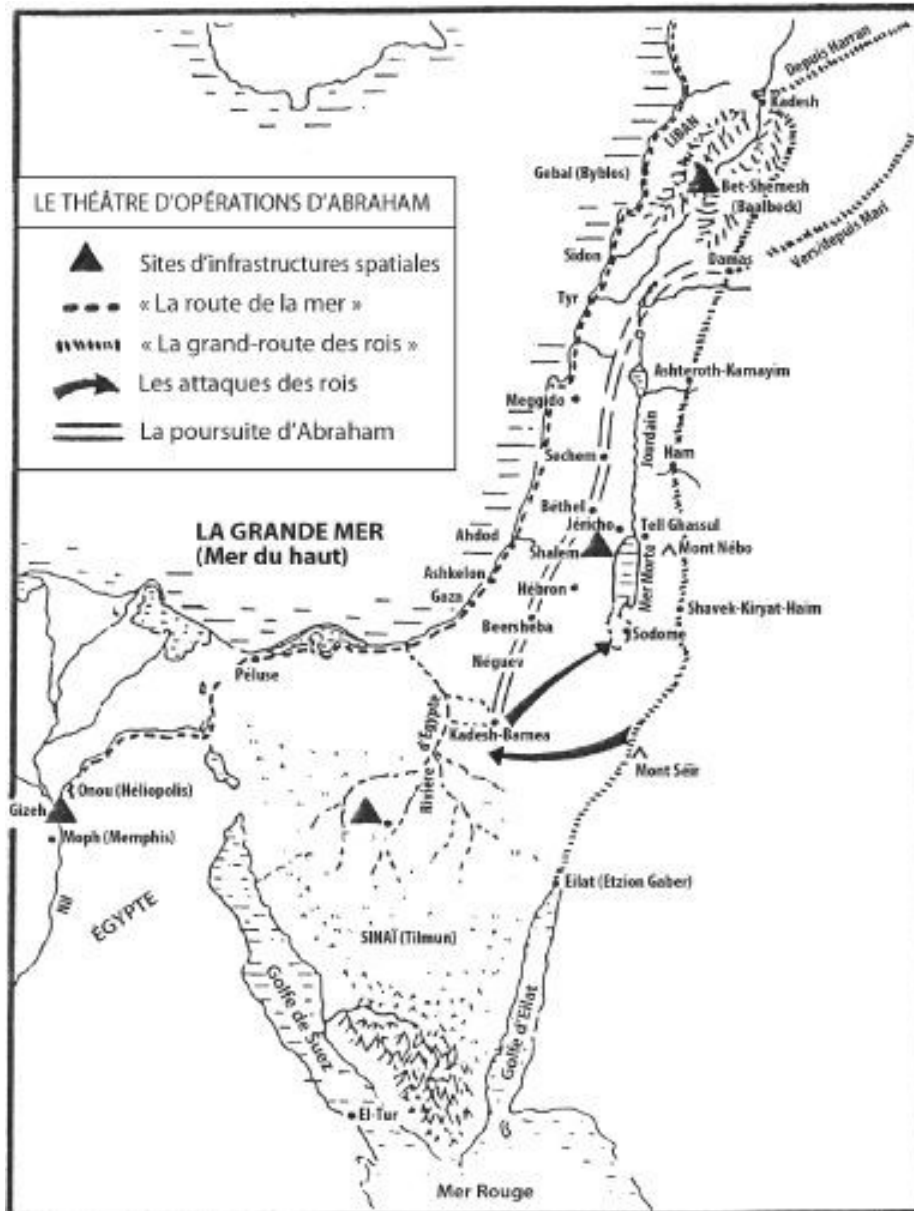 Depuis Harran
Kadesh
LIBAN
Gebal (Byblos)
Bet-Shemesh
(Baalbeck)
LE THÉÂTRE D'OPÉRATIONS D'ABRAHAM
Sites d'infrastructures spatiales
« La route de la mer »
« La grand-route des rois »
Les attaques des rois
La poursuite d'Abraham
Sidon
Damas
Vers/depuis Mari
Tyr
Ashteroth-Karnayim
Meggido
Jourdain
Sechem
Ham
Béthel
Jéricho
Tell Ghassul
LA GRANDE MER
(Mer du haut)
Ahdod
Shalem
Mont Nébo
Mer Morte
Ashkelon
Gaza
Hébron
Shavek-Kiryat-Haim
Beersheba
Sodome
Néguev
Péluse
Kadesh-Barnea
Rivière d'Égypte
Mont Séir
Onou (Héliopolis)
Gizeh
Moph (Memphis)
Nil
ÉGYPTE
Eilat (Etzion Gaber)
SINAÏ (Tilmun)
Golfe de Suez
Golfe d'Eilat
El-Tur
Mer Rouge